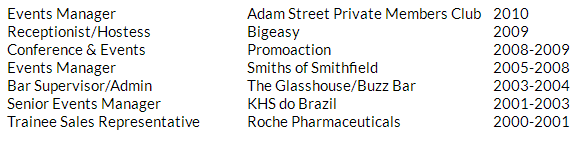 Events Manager Adam Street Private Members Club 2010
Receptionist/Hostess Bigeasy 2009
Conference & Events Promoaction 2008-2009
Events Manager Smiths of Smithfield 2005-2008
Bar Supervisor/Admin The Glasshouse/Buzz Bar 2003-2004
Senior Events Manager KHS do Brazil 2001-2003
Trainee Sales Representative Roche Pharmaceuticals 2000-2001